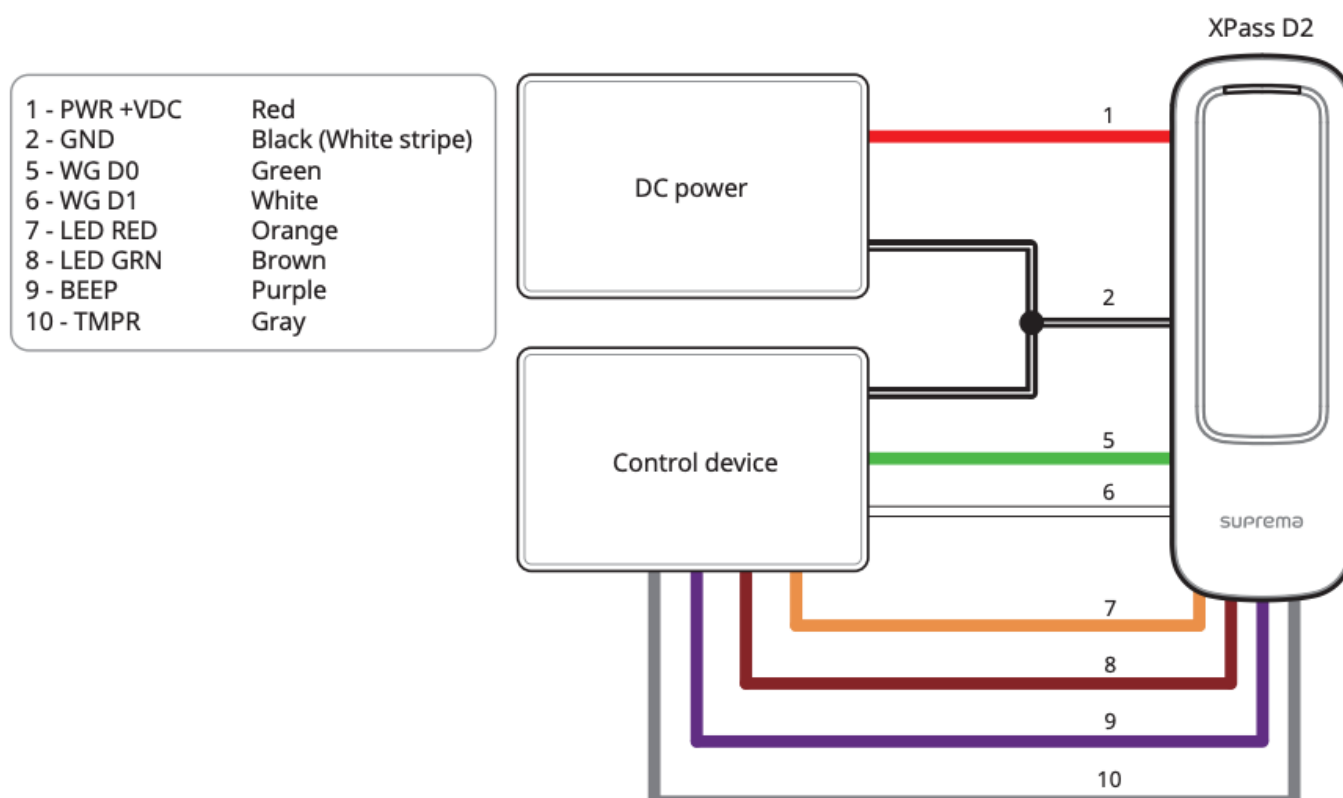 XPass D2
1 - PWR +VDC Red
2 - GND Black (White stripe)
5 - WG D0 Green
6 - WG D1 White
7 - LED RED Orange
8 - LED GRN Brown
9 - BEEP Purple
10 - TMPR Gray
DC power
1
2
Control device
5
6
suprema
7
8
9
10